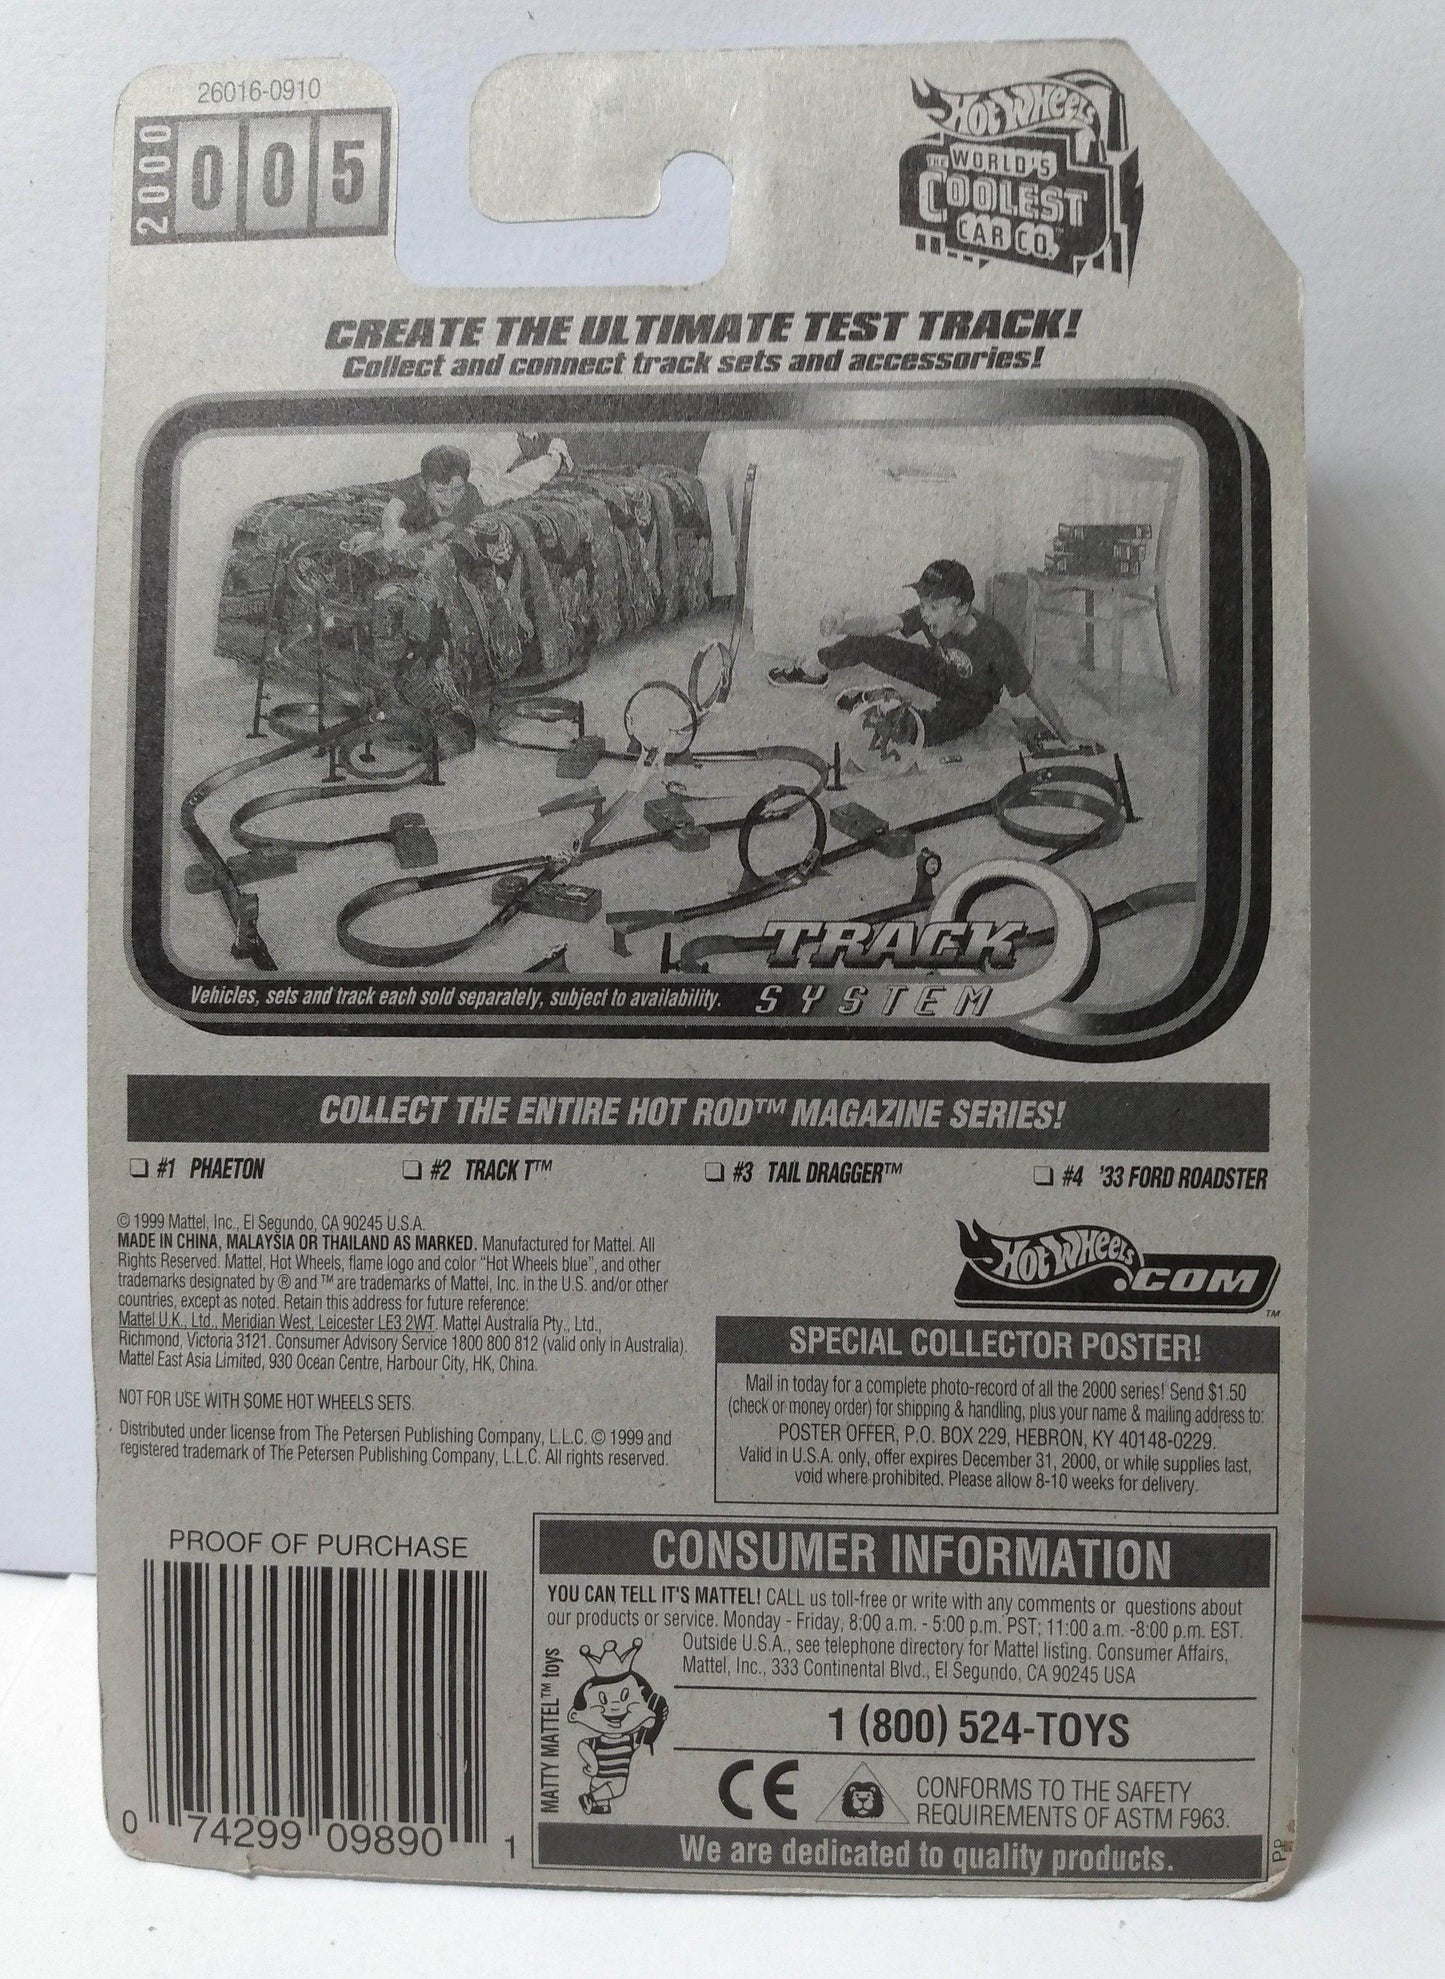 26016-0910
2000
005
HOT WHEELS
THE WORLD'S
COOLEST
CAR CO.™
CREATE THE ULTIMATE TEST TRACK!
Collect and connect track sets and accessories!
TRACK
SYSTEM
Vehicles, sets and track each sold separately, subject to availability.
COLLECT THE ENTIRE HOT ROD™ MAGAZINE SERIES!
❏ #1 PHAETON ❏ #2 TRACK T™ ❏ #3 TAIL DRAGGER™ ❏ #4 '33 FORD ROADSTER
© 1999 Mattel, Inc., El Segundo, CA 90245 U.S.A.
MADE IN CHINA, MALAYSIA OR THAILAND AS MARKED. Manufactured for Mattel. All
Rights Reserved. Mattel, Hot Wheels, flame logo and color "Hot Wheels blue", and other
trademarks designated by ® and ™ are trademarks of Mattel, Inc. in the U.S. and/or other
countries, except as noted. Retain this address for future reference:
Mattel U.K., Ltd., Meridian West, Leicester LE3 2WT. Mattel Australia Pty., Ltd.,
Richmond, Victoria 3121. Consumer Advisory Service 1800 800 812 (valid only in Australia).
Mattel East Asia Limited, 930 Ocean Centre, Harbour City, HK, China.
NOT FOR USE WITH SOME HOT WHEELS SETS.
Distributed under license from The Petersen Publishing Company, L.L.C. © 1999 and
registered trademark of The Petersen Publishing Company, L.L.C. All rights reserved.
HOT WHEELS.COM™
SPECIAL COLLECTOR POSTER!
Mail in today for a complete photo-record of all the 2000 series! Send $1.50
(check or money order) for shipping & handling, plus your name & mailing address to:
POSTER OFFER, P.O. BOX 229, HEBRON, KY 40148-0229.
Valid in U.S.A. only, offer expires December 31, 2000, or while supplies last,
void where prohibited. Please allow 8-10 weeks for delivery.
PROOF OF PURCHASE
0 74299 09890 1
CONSUMER INFORMATION
YOU CAN TELL IT'S MATTEL! CALL us toll-free or write with any comments or questions about
our products or service. Monday - Friday, 8:00 a.m. - 5:00 p.m. PST; 11:00 a.m. -8:00 p.m. EST.
Outside U.S.A., see telephone directory for Mattel listing. Consumer Affairs,
Mattel, Inc., 333 Continental Blvd., El Segundo, CA 90245 USA
MATTY MATTEL™ toys
1 (800) 524-TOYS
CE
CONFORMS TO THE SAFETY
REQUIREMENTS OF ASTM F963.
We are dedicated to quality products.
PP